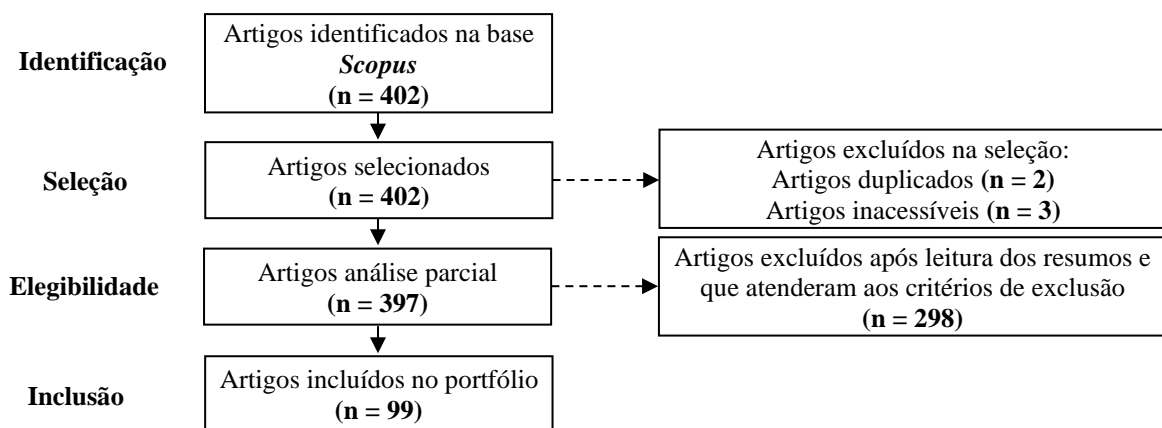 Identificação
Artigos identificados na base
Scopus
(n = 402)
Seleção
Artigos selecionados
(n = 402)
Artigos excluídos na seleção:
Artigos duplicados (n = 2)
Artigos inacessíveis (n = 3)
Elegibilidade
Artigos análise parcial
(n = 397)
Artigos excluídos após leitura dos resumos e
que atenderam aos critérios de exclusão
(n = 298)
Inclusão
Artigos incluídos no portfólio
(n = 99)